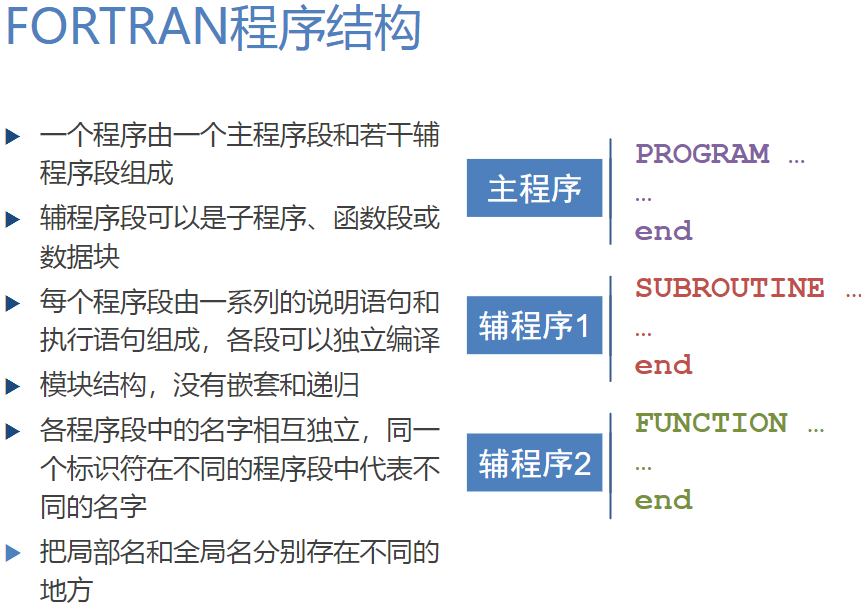 FORTRAN程序结构
一个程序由一个主程序段和若干辅
程序段组成
辅程序段可以是子程序、函数段或
数据块
每个程序段由一系列的说明语句和
执行语句组成，各段可以独立编译
模块结构，没有嵌套和递归
各程序段中的名字相互独立，同一
个标识符在不同的程序段中代表不
同的名字
把局部名和全局名分别存在不同的
地方
主程序
PROGRAM …
…
end
辅程序1
SUBROUTINE …
…
end
辅程序2
FUNCTION …
…
end